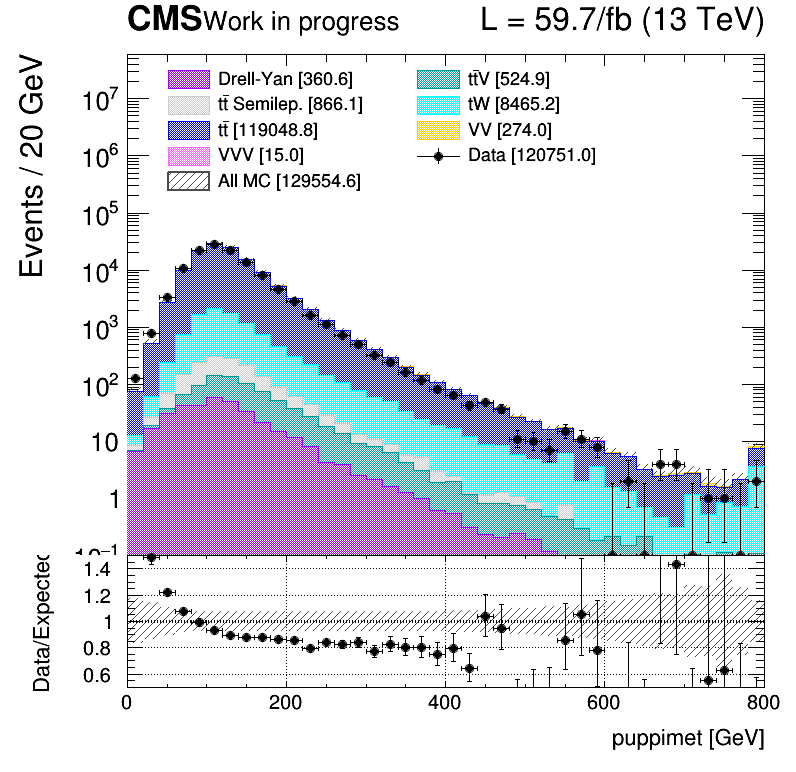 CMS Work in progress L = 59.7/fb (13 TeV)
Events / 20 GeV
Drell-Yan [360.6] tt̄V [524.9]
tt̄ Semilep. [866.1] tW [8465.2]
tt̄ [119048.8] VV [274.0]
VVV [15.0] Data [120751.0]
All MC [129554.6]
10⁷
10⁶
10⁵
10⁴
10³
10²
10
1
10⁻¹
Data/Expected
1.4
1.2
1
0.8
0.6
0 200 400 600 800
puppimet [GeV]